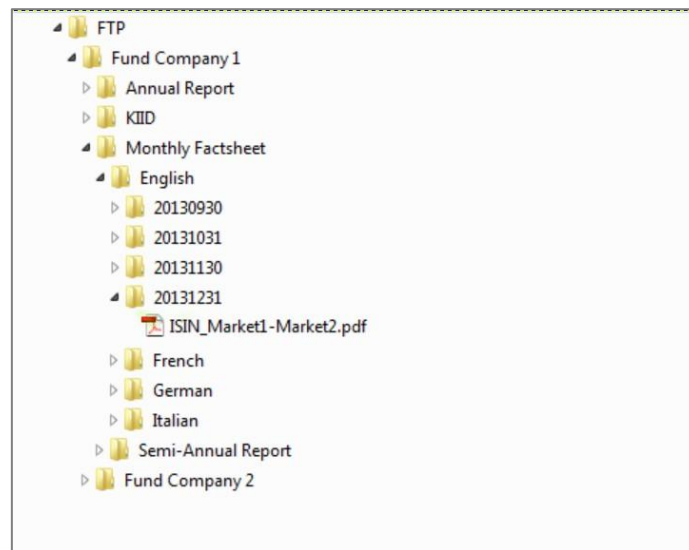 FTP
Fund Company 1
Annual Report
KIID
Monthly Factsheet
English
20130930
20131031
20131130
20131231
ISIN_Market1-Market2.pdf
French
German
Italian
Semi-Annual Report
Fund Company 2